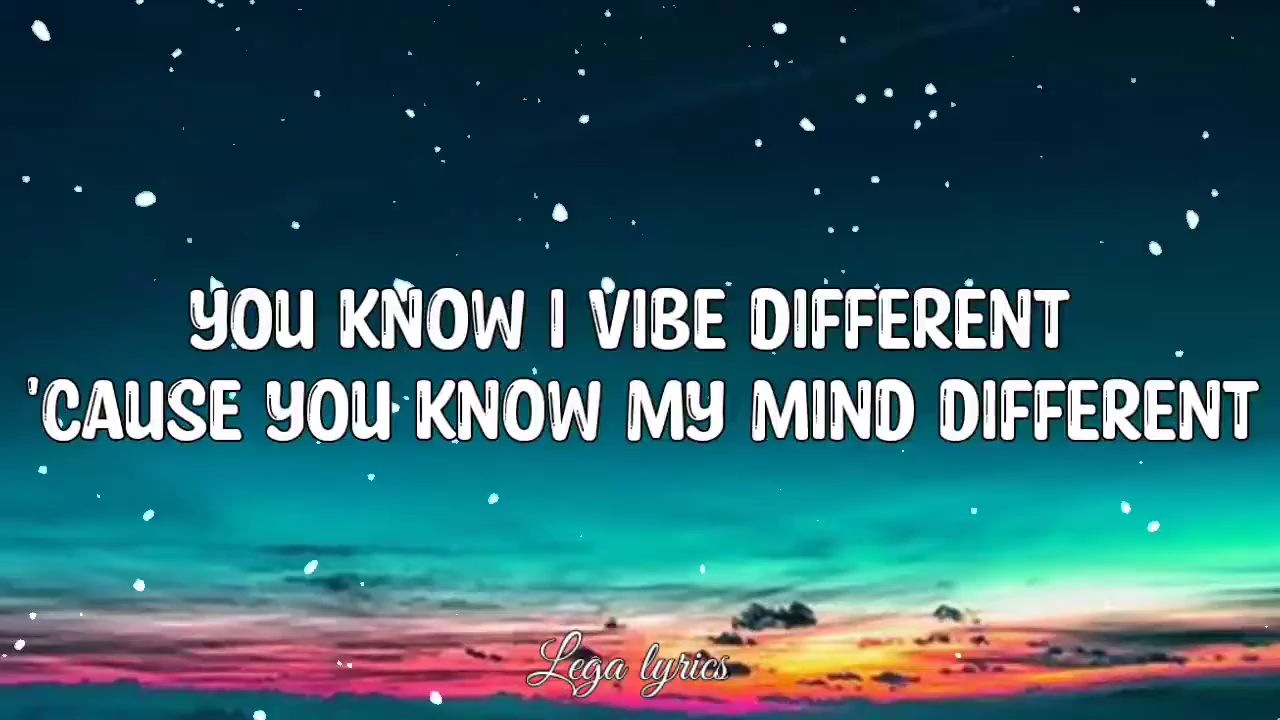 YOU KNOW I VIBE DIFFERENT
'CAUSE YOU KNOW MY MIND DIFFERENT
Lega lyrics